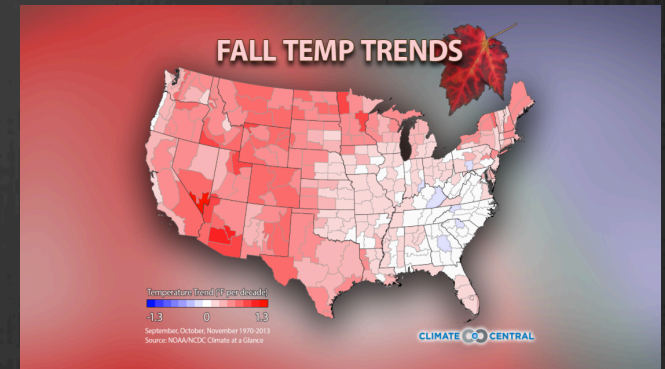 FALL TEMP TRENDS
Temperature Trend (°F per decade)
-1.3 0 1.3
September, October, November 1970-2013
Source: NOAA/NCDC Climate at a Glance
CLIMATE CENTRAL